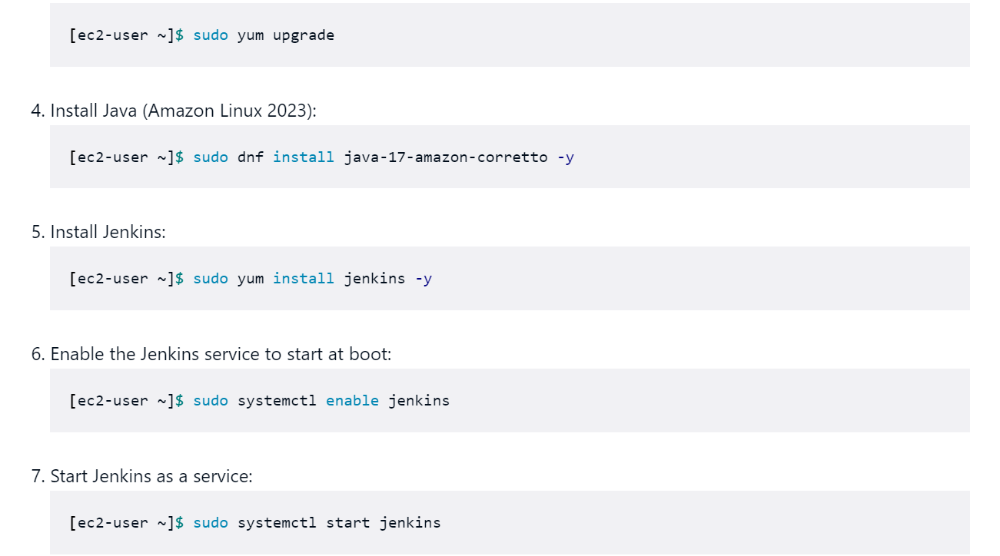 [ec2-user ~]$ sudo yum upgrade
4. Install Java (Amazon Linux 2023):
[ec2-user ~]$ sudo dnf install java-17-amazon-corretto -y
5. Install Jenkins:
[ec2-user ~]$ sudo yum install jenkins -y
6. Enable the Jenkins service to start at boot:
[ec2-user ~]$ sudo systemctl enable jenkins
7. Start Jenkins as a service:
[ec2-user ~]$ sudo systemctl start jenkins